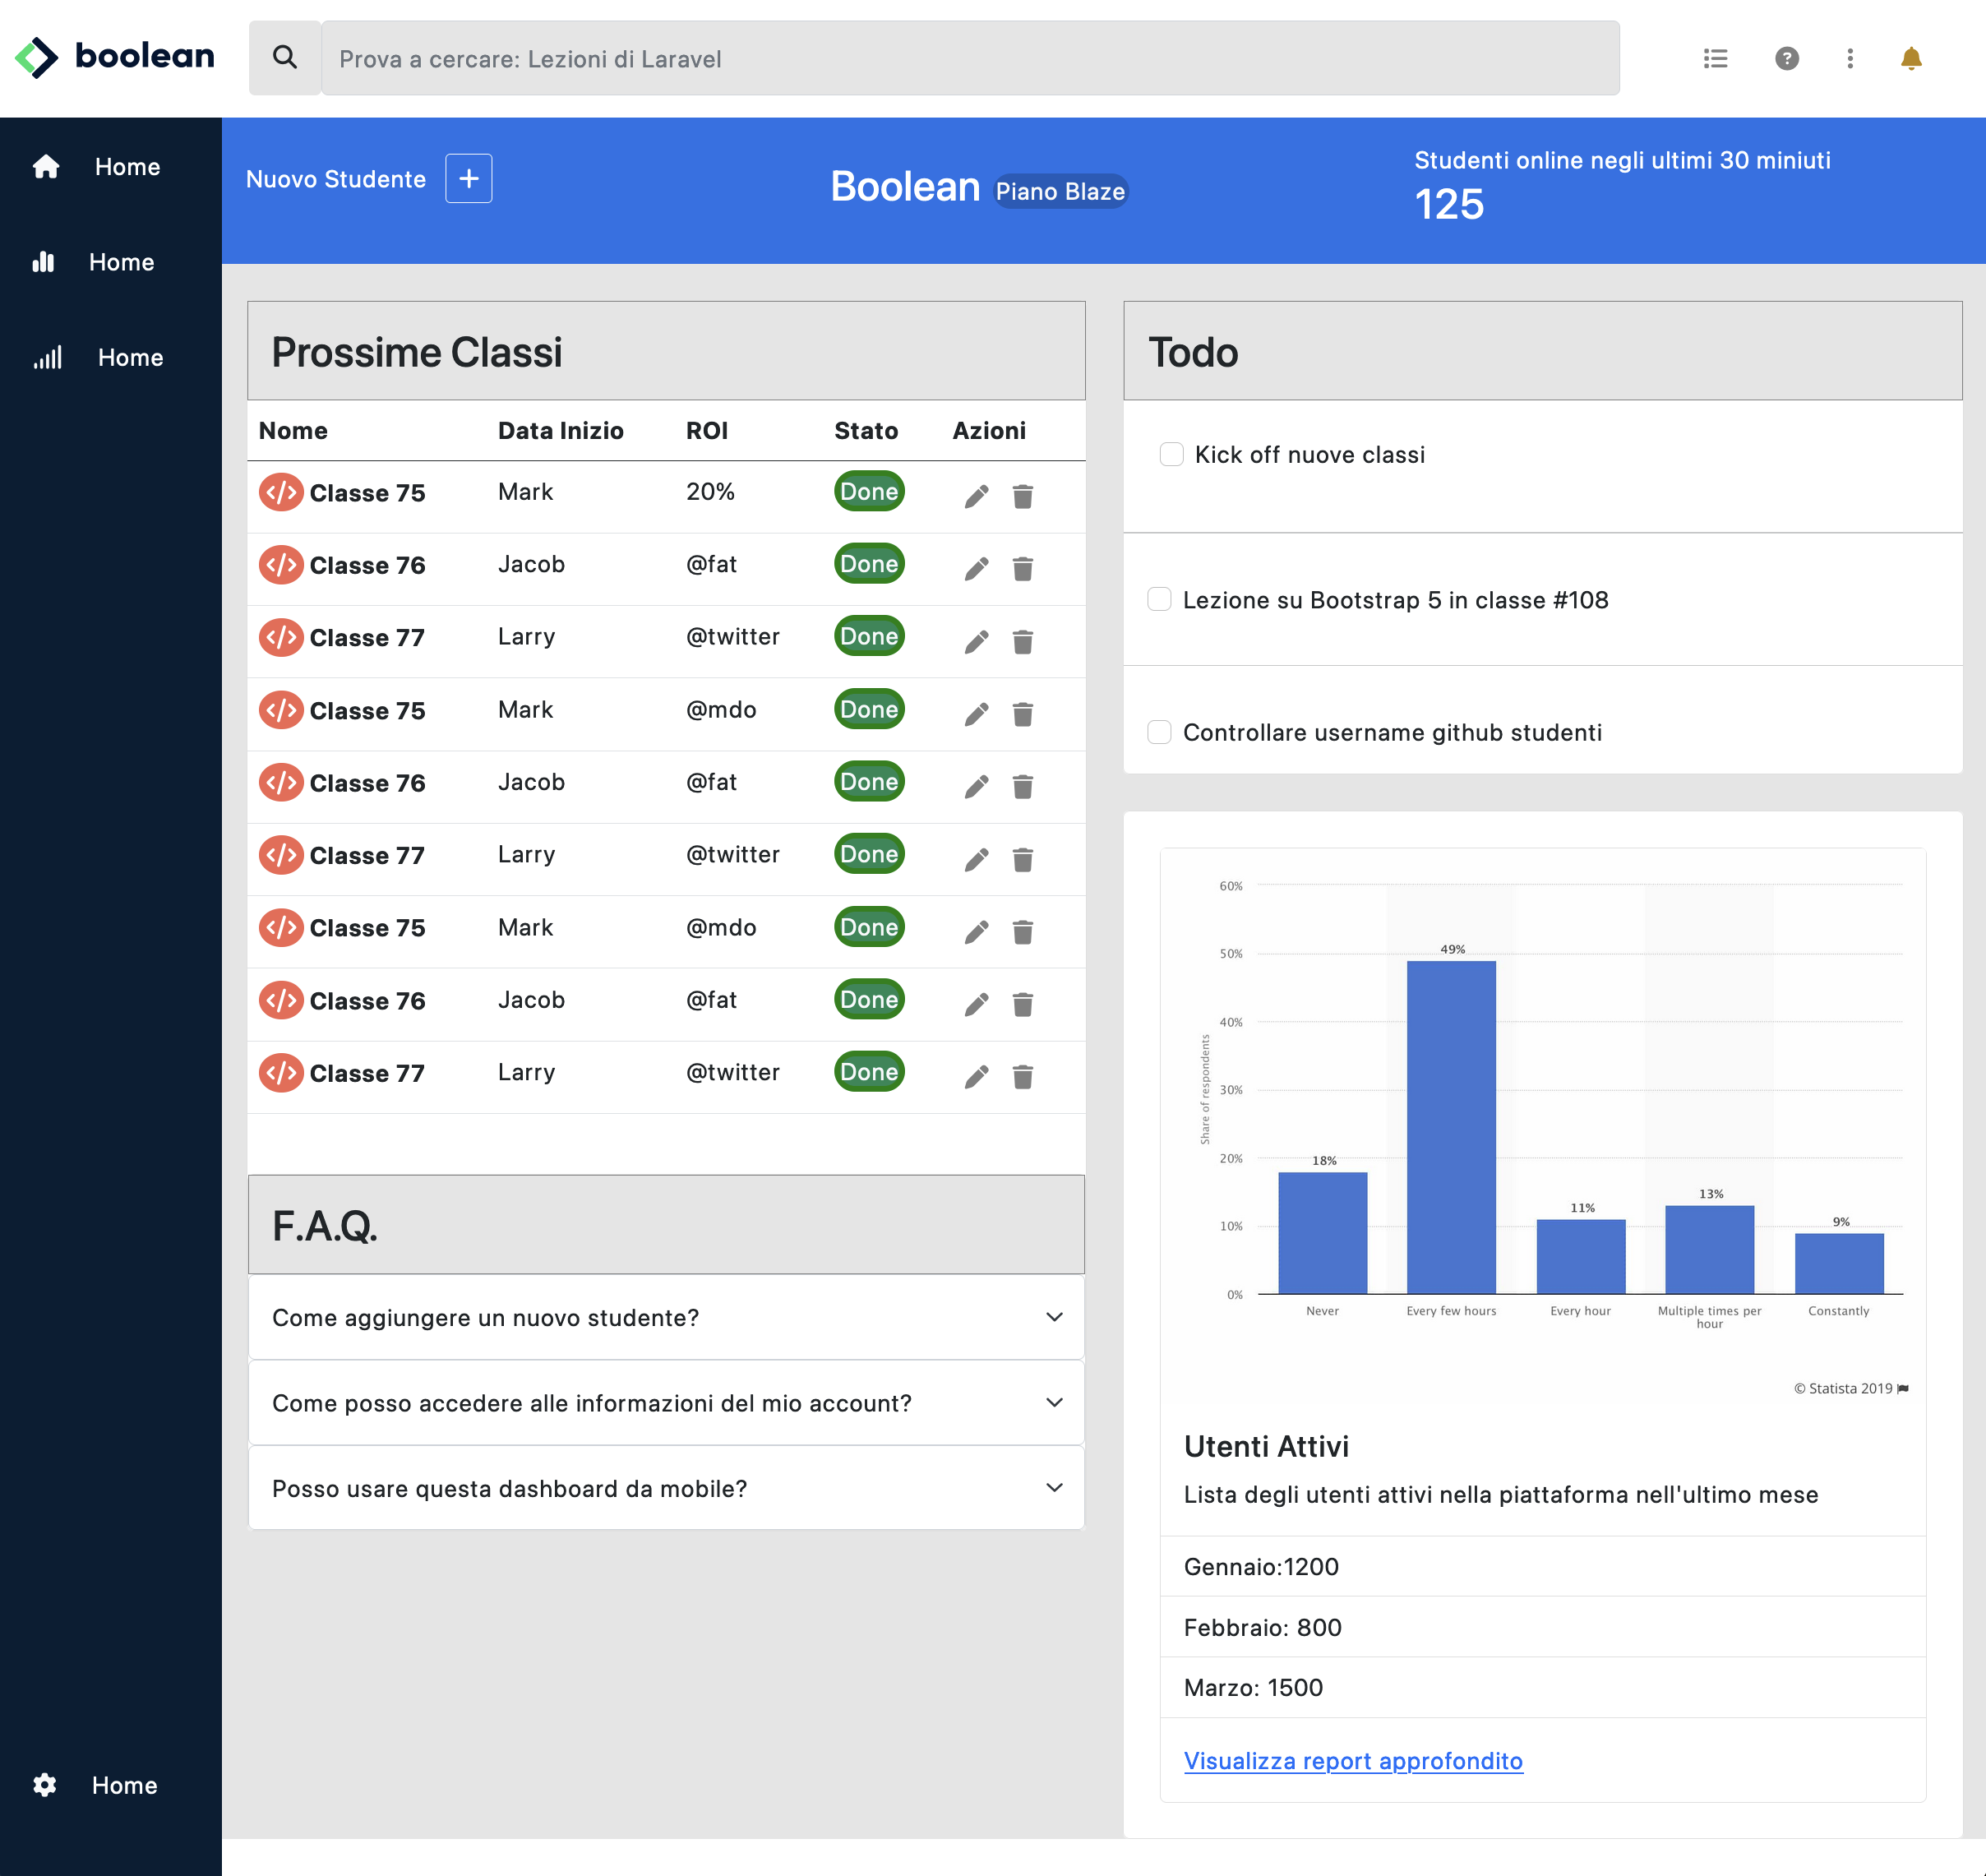 boolean
Prova a cercare: Lezioni di Laravel
Home
Home
Home
Home
Nuovo Studente +
Boolean Piano Blaze
Studenti online negli ultimi 30 miniuti
125
Prossime Classi
Nome Data Inizio ROI Stato Azioni
</> Classe 75 Mark 20% Done
</> Classe 76 Jacob @fat Done
</> Classe 77 Larry @twitter Done
</> Classe 75 Mark @mdo Done
</> Classe 76 Jacob @fat Done
</> Classe 77 Larry @twitter Done
</> Classe 75 Mark @mdo Done
</> Classe 76 Jacob @fat Done
</> Classe 77 Larry @twitter Done
F.A.Q.
Come aggiungere un nuovo studente?
Come posso accedere alle informazioni del mio account?
Posso usare questa dashboard da mobile?
Todo
Kick off nuove classi
Lezione su Bootstrap 5 in classe #108
Controllare username github studenti
Share of respondents
60%
50%
40%
30%
20%
10%
0%
18%
49%
11%
13%
9%
Never
Every few hours
Every hour
Multiple times per
hour
Constantly
© Statista 2019
Utenti Attivi
Lista degli utenti attivi nella piattaforma nell'ultimo mese
Gennaio:1200
Febbraio: 800
Marzo: 1500
Visualizza report approfondito